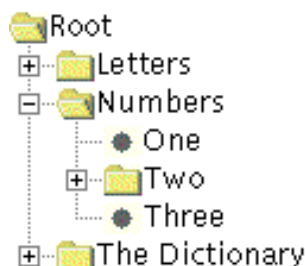 Root
Letters
Numbers
One
Two
Three
The Dictionary